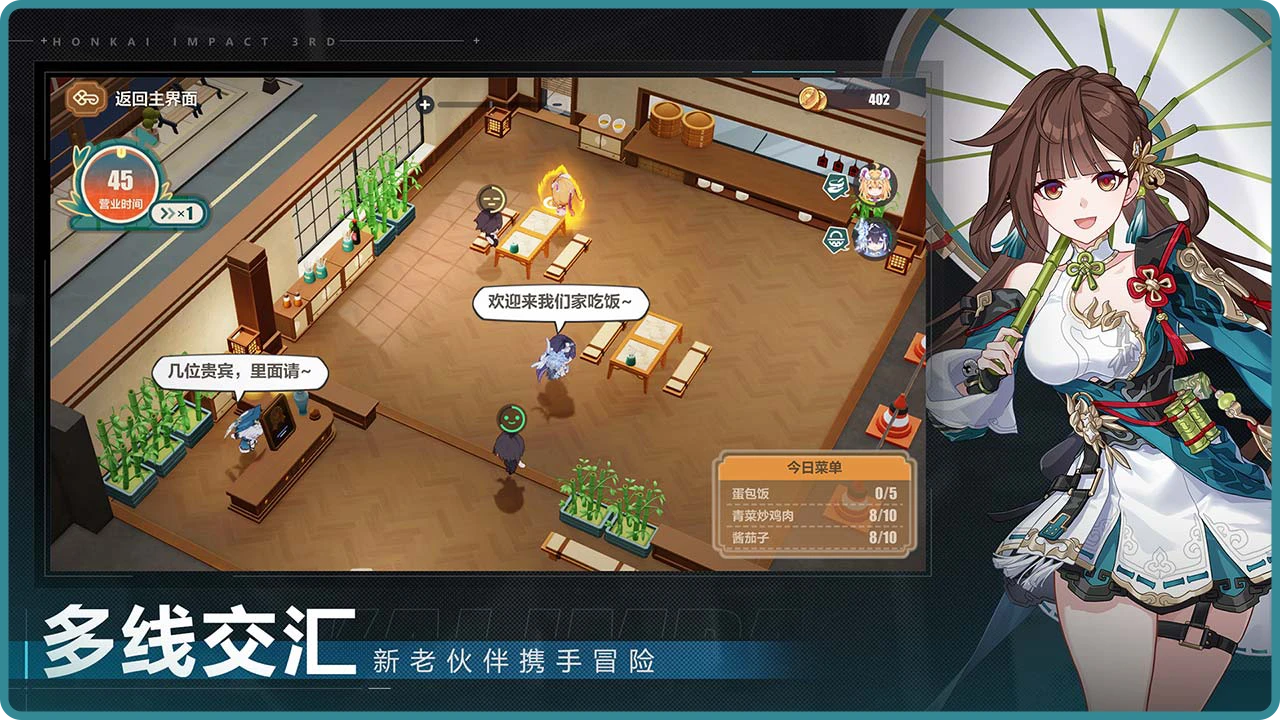 HONKAI IMPACT 3RD
返回主界面
402
45
营业时间
×1
欢迎来我们家吃饭~
几位贵宾，里面请~
今日菜单
蛋包饭 0/5
青菜炒鸡肉 8/10
酱茄子 8/10
多线交汇
新老伙伴携手冒险